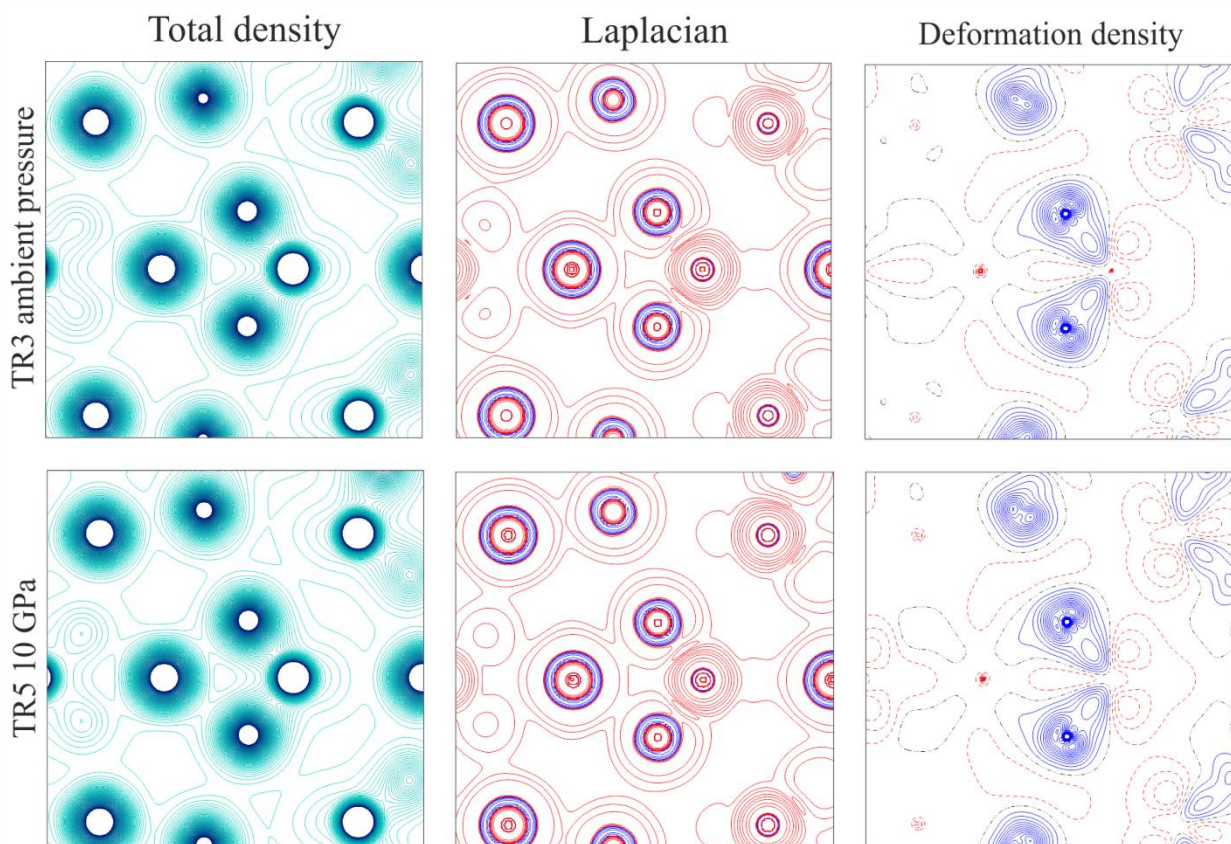 Total density
Laplacian
Deformation density
TR3 ambient pressure
TR5 10 GPa